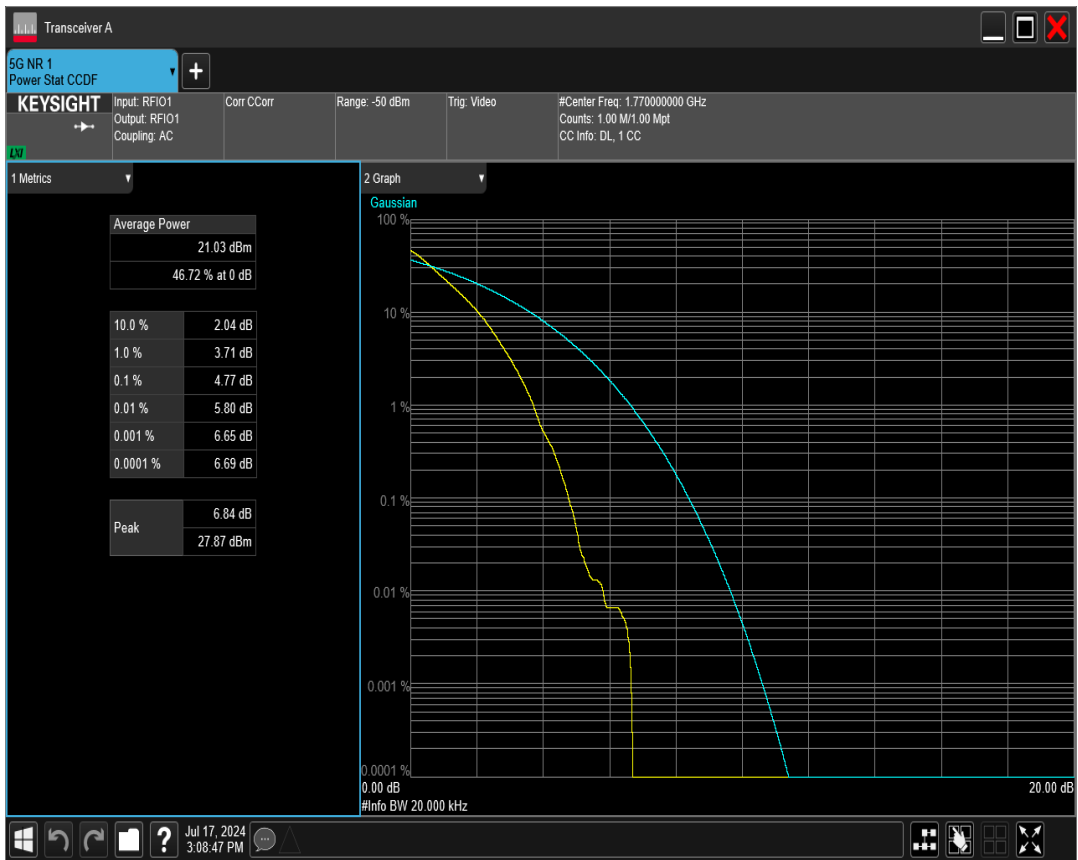 Transceiver A
5G NR 1
Power Stat CCDF
KEYSIGHT
LXI
Input: RFIO1
Output: RFIO1
Coupling: AC
Corr CCorr
Range: -50 dBm
Trig: Video
#Center Freq: 1.770000000 GHz
Counts: 1.00 M/1.00 Mpt
CC Info: DL, 1 CC
1 Metrics
Average Power
21.03 dBm
46.72 % at 0 dB
10.0 % 2.04 dB
1.0 % 3.71 dB
0.1 % 4.77 dB
0.01 % 5.80 dB
0.001 % 6.65 dB
0.0001 % 6.69 dB
Peak
6.84 dB
27.87 dBm
2 Graph
Gaussian
100 %
10 %
1 %
0.1 %
0.01 %
0.001 %
0.0001 %
0.00 dB 20.00 dB
#Info BW 20.000 kHz
?
Jul 17, 2024
3:08:47 PM